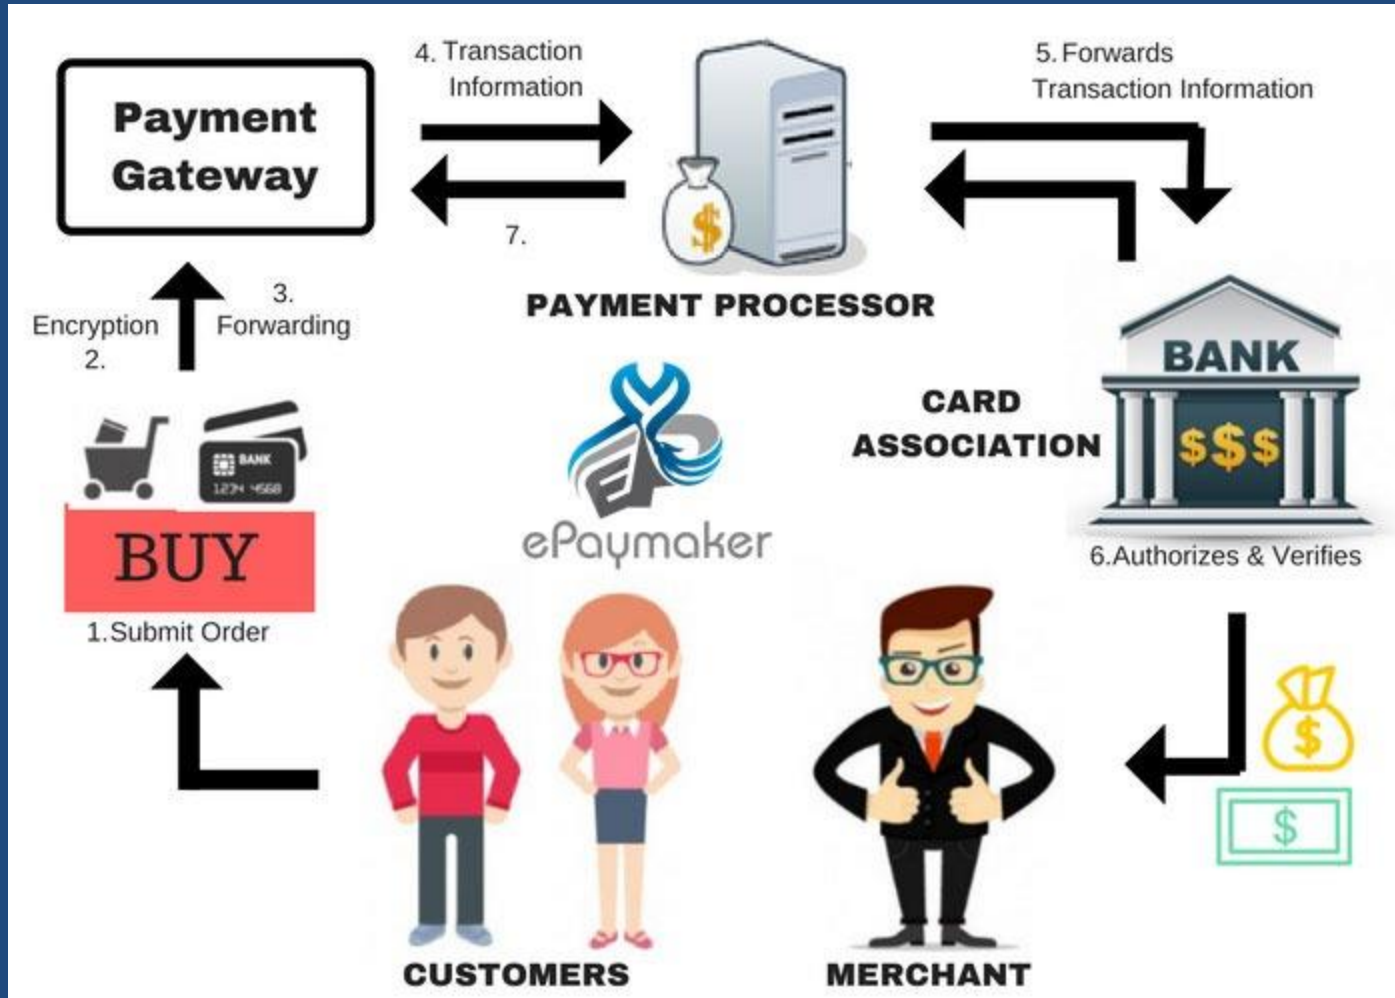 Payment
Gateway
4. Transaction
Information
5. Forwards
Transaction Information
7.
PAYMENT PROCESSOR
3.
Encryption
Forwarding
2.
BANK
1234 4568
BUY
1.Submit Order
ePaymaker
CARD
ASSOCIATION
BANK
$$$
6.Authorizes & Verifies
$
$
$
CUSTOMERS
MERCHANT